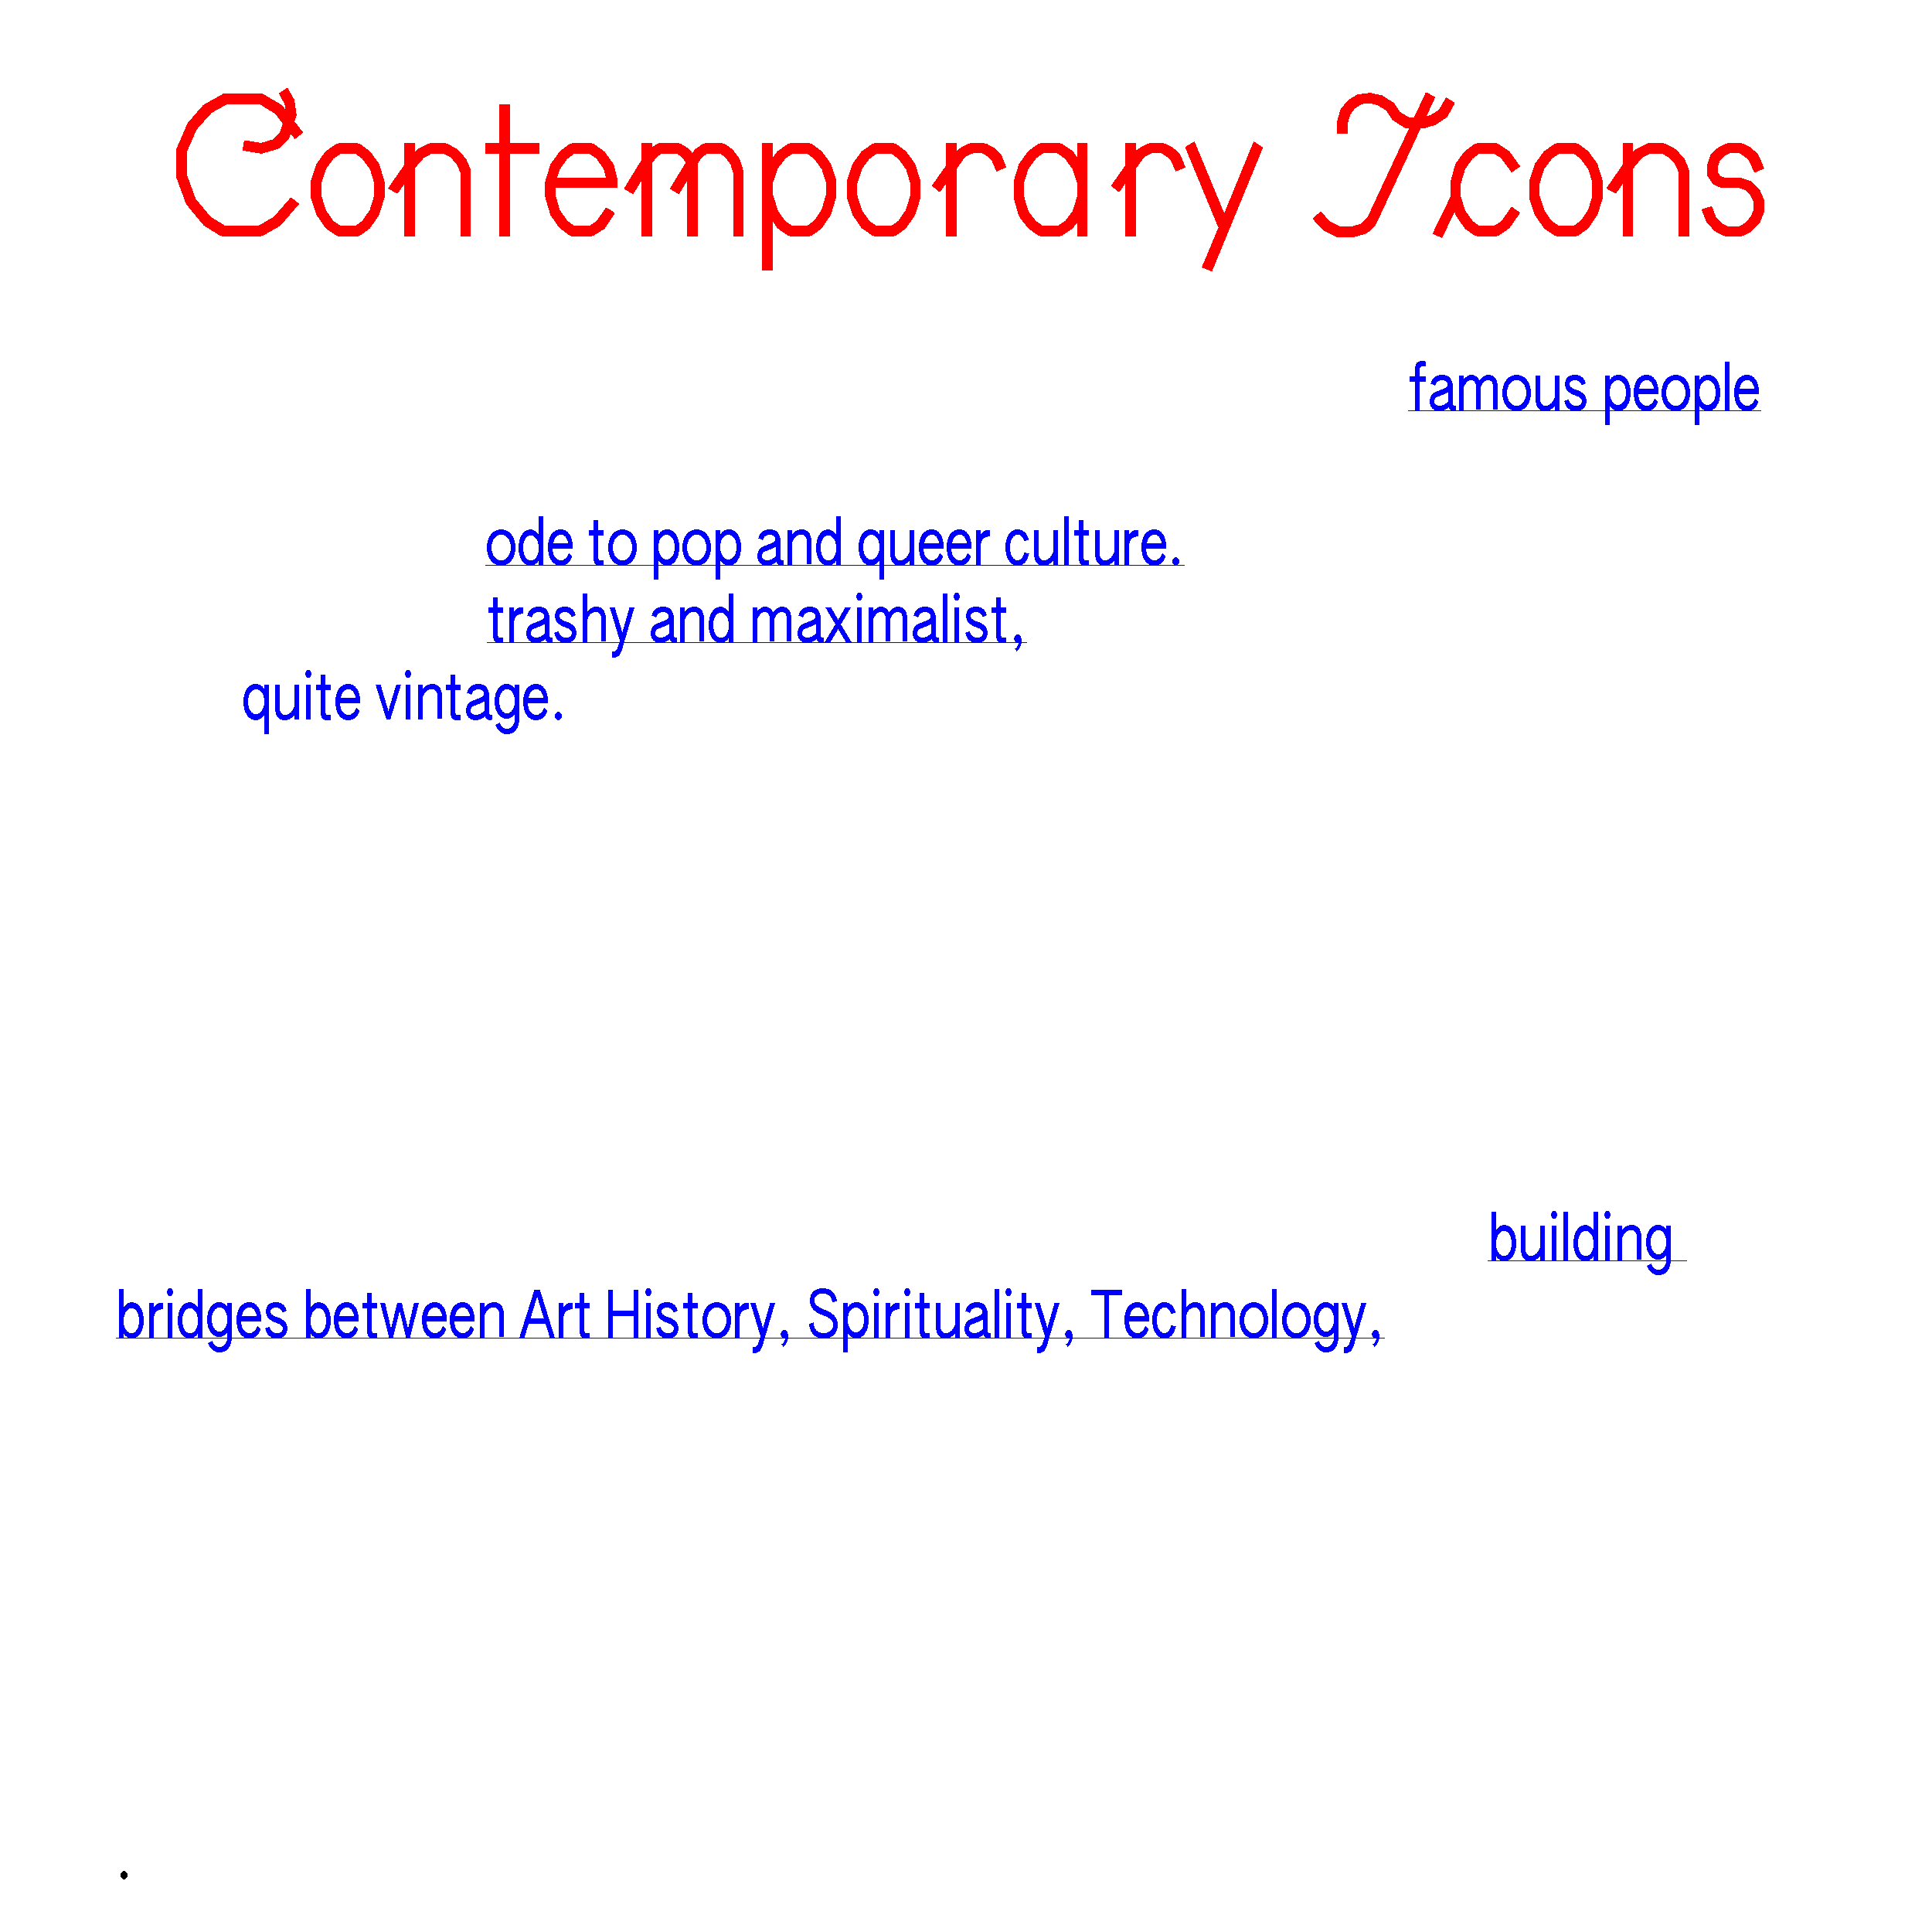 Contemporary Icons
famous people
ode to pop and queer culture.
trashy and maximalist,
quite vintage.
building
bridges between Art History, Spirituality, Technology,
.